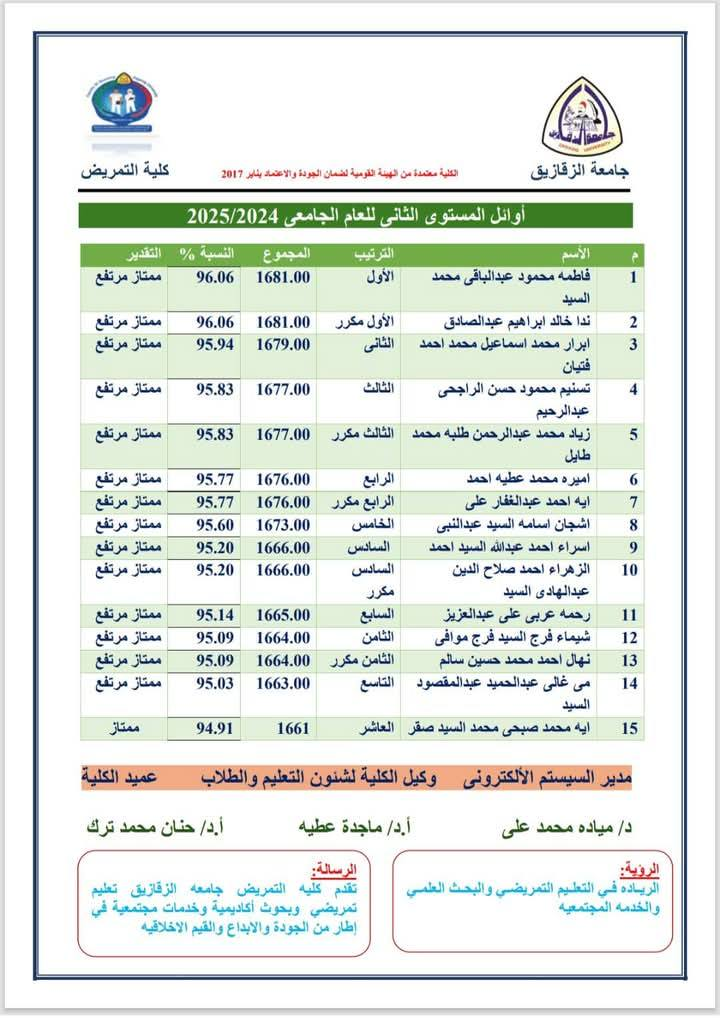 جامعة الزقازيق
الكلية معتمدة من الهيئة القومية لضمان الجودة والاعتماد يناير 2017
كلية التمريض
أوائل المستوى الثانى للعام الجامعى 2025/2024
م الأسم الترتيب المجموع النسبة % التقدير
1 فاطمه محمود عبدالباقى محمد الأول 1681.00 96.06 ممتاز مرتفع
السيد
2 ندا خالد ابراهيم عبدالصادق الأول مكرر 1681.00 96.06 ممتاز مرتفع
3 ابرار محمد اسماعيل محمد احمد الثانى 1679.00 95.94 ممتاز مرتفع
فتيان
4 تسنيم محمود حسن الراجحى الثالث 1677.00 95.83 ممتاز مرتفع
عبدالرحيم
5 زياد محمد عبدالرحمن طلبه محمد الثالث مكرر 1677.00 95.83 ممتاز مرتفع
طايل
6 اميره محمد عطيه احمد الرابع 1676.00 95.77 ممتاز مرتفع
7 ايه احمد عبدالغفار على الرابع مكرر 1676.00 95.77 ممتاز مرتفع
8 اشجان اسامه السيد عبدالنبى الخامس 1673.00 95.60 ممتاز مرتفع
9 اسراء احمد عبدالله السيد احمد السادس 1666.00 95.20 ممتاز مرتفع
10 الزهراء احمد صلاح الدين السادس 1666.00 95.20 ممتاز مرتفع
عبدالهادى السيد مكرر
11 رحمه عربى على عبدالعزيز السابع 1665.00 95.14 ممتاز مرتفع
12 شيماء فرج السيد فرج موافى الثامن 1664.00 95.09 ممتاز مرتفع
13 نهال احمد محمد حسين سالم الثامن مكرر 1664.00 95.09 ممتاز مرتفع
14 مى غالى عبدالحميد عبدالمقصود التاسع 1663.00 95.03 ممتاز مرتفع
السيد
15 ايه محمد صبحى محمد السيد صقر العاشر 1661 94.91 ممتاز
مدير السيستم الألكترونى وكيل الكلية لشئون التعليم والطلاب عميد الكلية
د/ مياده محمد على أ.د/ ماجدة عطيه أ.د/ حنان محمد ترك
الرؤية:
الرياده في التعليم التمريضي والبحث العلمي
والخدمه المجتمعيه
الرسالة:
تقدم كليه التمريض جامعه الزقازيق تعليم
تمريضي وبحوث أكاديمية وخدمات مجتمعية في
إطار من الجودة والابداع والقيم الاخلاقيه